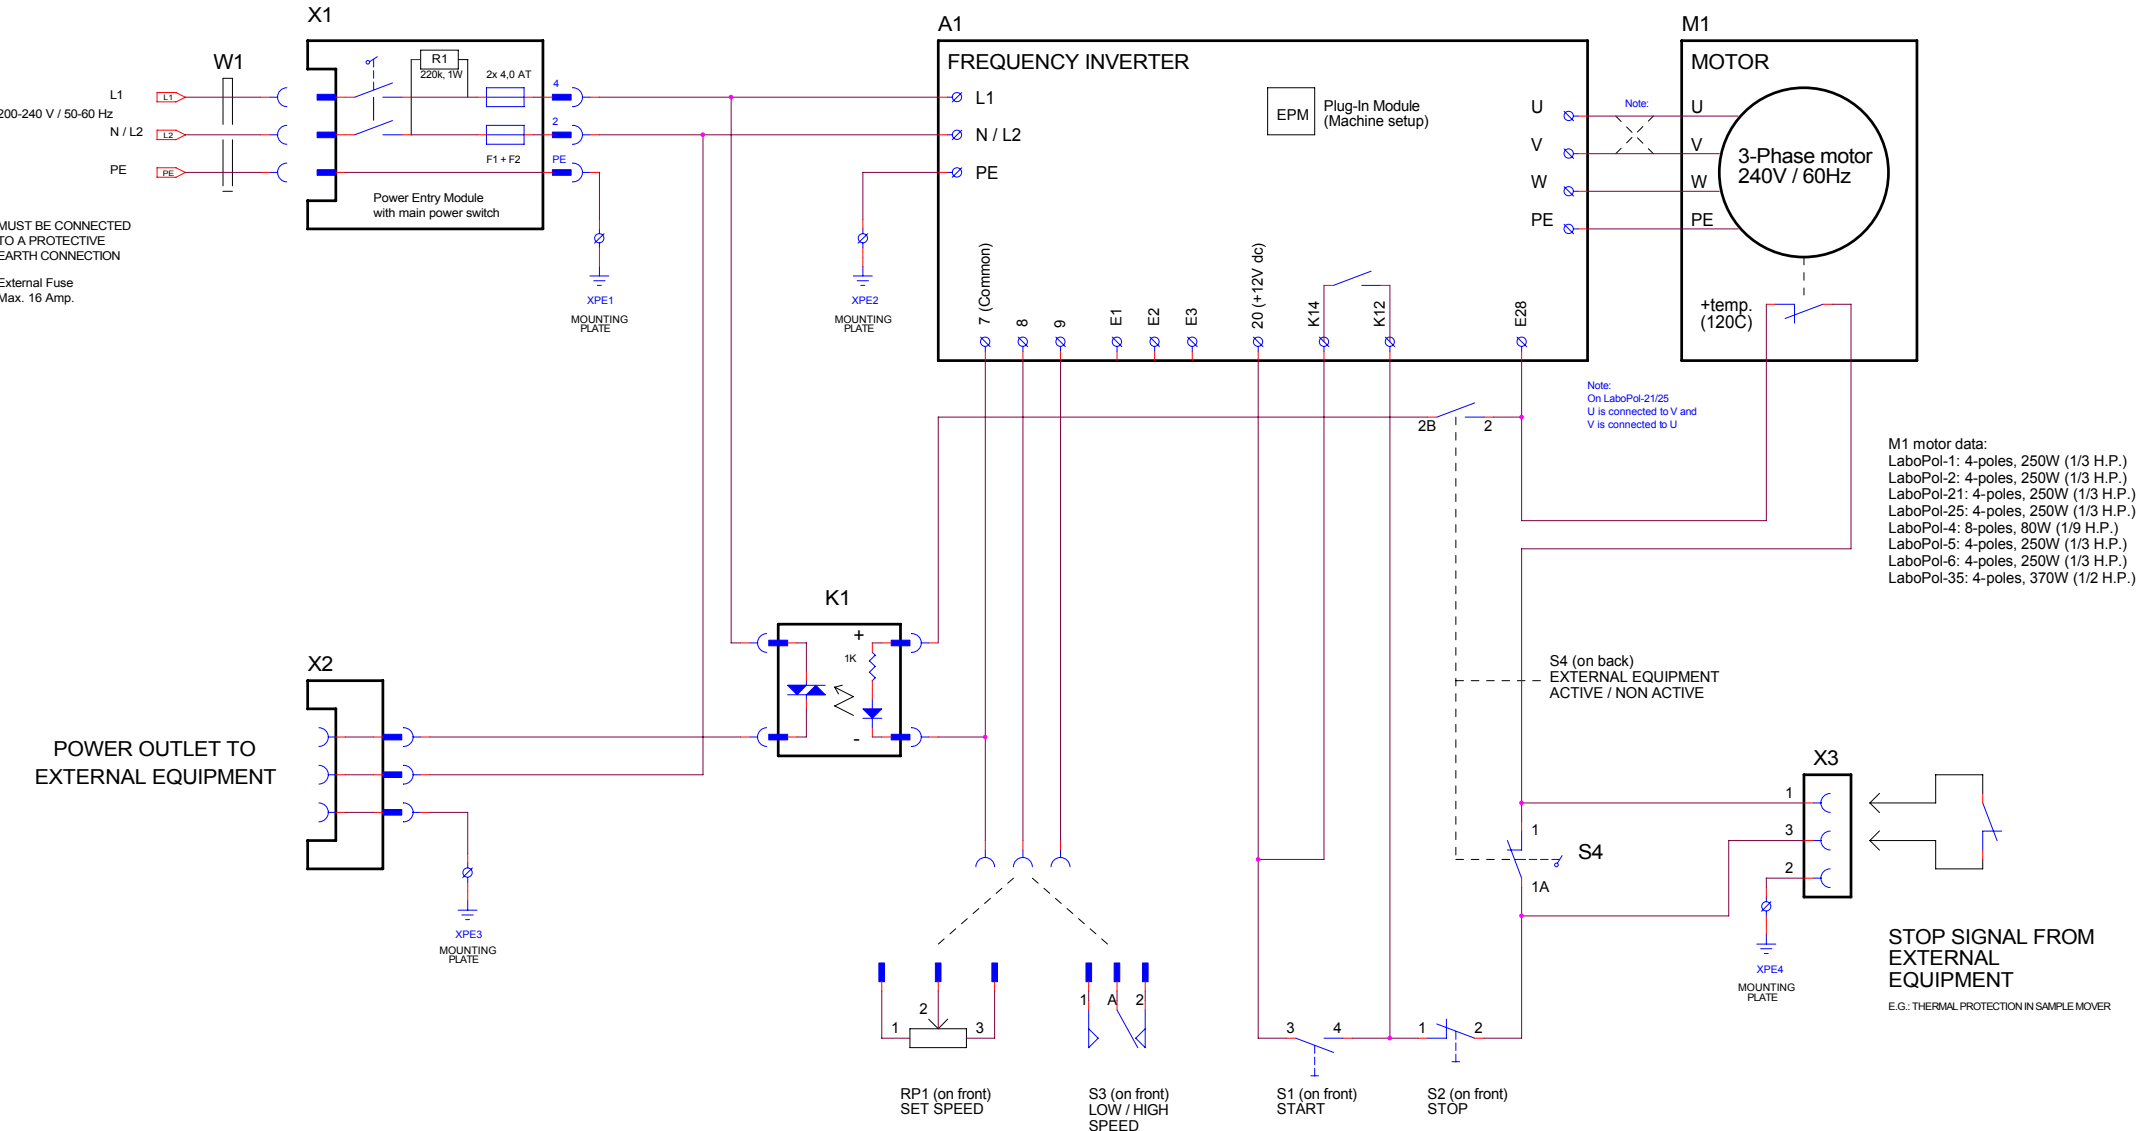 X1
W1
L1
L1
200-240 V / 50-60 Hz
N / L2
L2
PE
PE
MUST BE CONNECTED
TO A PROTECTIVE
EARTH CONNECTION
External Fuse
Max. 16 Amp.
R1
220k, 1W
2x 4,0 AT
4
2
F1 + F2
PE
Power Entry Module
with main power switch
XPE1
MOUNTING
PLATE
XPE2
MOUNTING
PLATE
A1
FREQUENCY INVERTER
L1
N / L2
PE
EPM
Plug-In Module
(Machine setup)
U
V
W
PE
7 (Common)
8
9
E1
E2
E3
20 (+12V dc)
K14
K12
E28
Note:
M1
MOTOR
U
V
W
PE
3-Phase motor
240V / 60Hz
+temp.
(120C)
Note:
On LaboPol-21/25
U is connected to V and
V is connected to U
2B
2
M1 motor data:
LaboPol-1: 4-poles, 250W (1/3 H.P.)
LaboPol-2: 4-poles, 250W (1/3 H.P.)
LaboPol-21: 4-poles, 250W (1/3 H.P.)
LaboPol-25: 4-poles, 250W (1/3 H.P.)
LaboPol-4: 8-poles, 80W (1/9 H.P.)
LaboPol-5: 4-poles, 250W (1/3 H.P.)
LaboPol-6: 4-poles, 250W (1/3 H.P.)
LaboPol-35: 4-poles, 370W (1/2 H.P.)
K1
+
1K
-
X2
POWER OUTLET TO
EXTERNAL EQUIPMENT
XPE3
MOUNTING
PLATE
S4 (on back)
EXTERNAL EQUIPMENT
ACTIVE / NON ACTIVE
X3
1
3
2
1
S4
1A
XPE4
MOUNTING
PLATE
STOP SIGNAL FROM
EXTERNAL
EQUIPMENT
E.G.: THERMAL PROTECTION IN SAMPLE MOVER
1
2
3
1
A
2
3
4
1
2
RP1 (on front)
SET SPEED
S3 (on front)
LOW / HIGH
SPEED
S1 (on front)
START
S2 (on front)
STOP